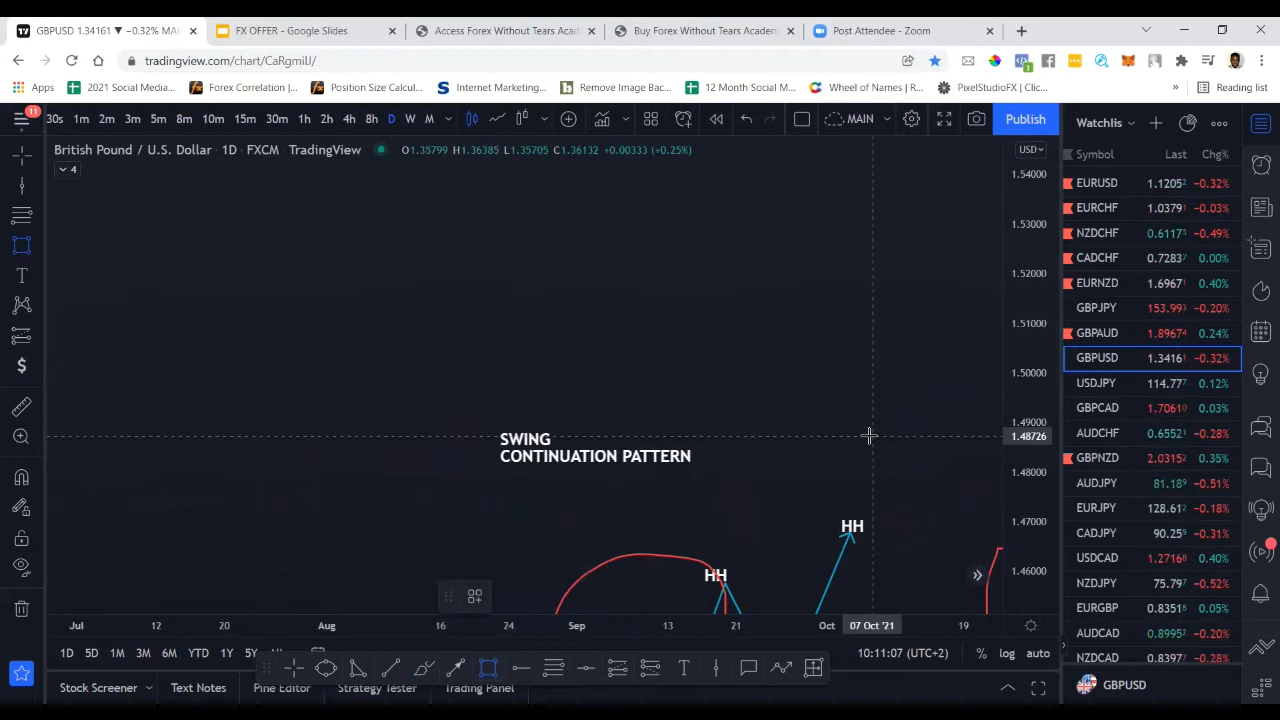 GBPUSD 1.34161 ▼ −0.32% MAI
FX OFFER - Google Slides
Access Forex Without Tears Acad
Buy Forex Without Tears Academ
Post Attendee - Zoom
tradingview.com/chart/CaRgmilJ/
Apps
2021 Social Media...
Forex Correlation |...
Position Size Calcul...
Internet Marketing...
Remove Image Bac...
12 Month Social M...
Wheel of Names | R...
PixelStudioFX | Clic...
»
Reading list
11
30s 1m 2m 3m 5m 8m 10m 15m 30m 1h 2h 4h 8h D W M
MAIN
Publish
British Pound / U.S. Dollar · 1D · FXCM · TradingView
O1.35799 H1.36385 L1.35705 C1.36132 +0.00333 (+0.25%)
4
USD
1.54000
1.53000
1.52000
1.51000
1.50000
1.49000
1.48726
1.48000
1.47000
1.46000
SWING
CONTINUATION PATTERN
HH
HH
Jul 12 20 Aug 16 24 Sep 13 21 Oct 07 Oct '21 19
1D 5D 1M 3M 6M YTD 1Y 5Y
10:11:07 (UTC+2)
% log auto
Stock Screener
Text Notes
Pine Editor
Strategy Tester
Trading Panel
Watchlis
Symbol Last Chg%
EURUSD 1.12052 −0.32%
EURCHF 1.03791 −0.03%
NZDCHF 0.61173 −0.49%
CADCHF 0.72837 0.00%
EURNZD 1.69671 0.40%
GBPJPY 153.993 −0.20%
GBPAUD 1.89674 0.24%
GBPUSD 1.34161 −0.32%
USDJPY 114.777 0.12%
GBPCAD 1.70610 0.03%
AUDCHF 0.65521 −0.28%
GBPNZD 2.03152 0.35%
AUDJPY 81.189 −0.51%
EURJPY 128.612 −0.18%
CADJPY 90.259 −0.31%
USDCAD 1.27168 0.40%
NZDJPY 75.797 −0.52%
EURGBP 0.83518 0.05%
AUDCAD 0.89952 −0.20%
NZDCAD 0.83977 −0.28%
GBPUSD